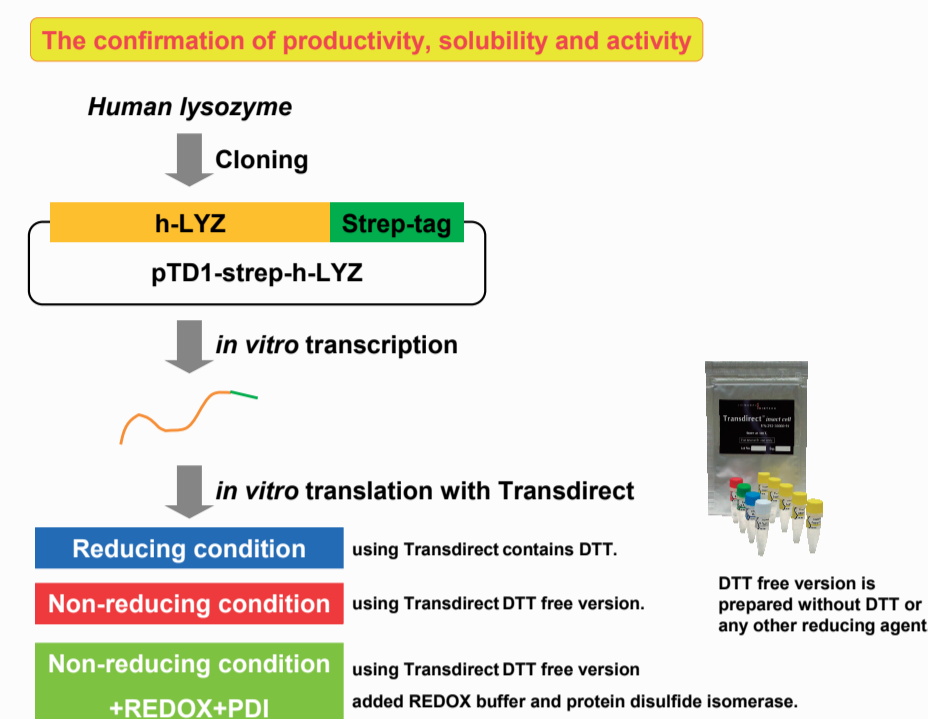 The confirmation of productivity, solubility and activity
Human lysozyme
Cloning
h-LYZ
Strep-tag
pTD1-strep-h-LYZ
in vitro transcription
in vitro translation with Transdirect
Transdirect insect cell
Reducing condition
using Transdirect contains DTT.
Non-reducing condition
using Transdirect DTT free version.
DTT free version is
prepared without DTT or
any other reducing agent
Non-reducing condition
+REDOX+PDI
using Transdirect DTT free version
added REDOX buffer and protein disulfide isomerase.